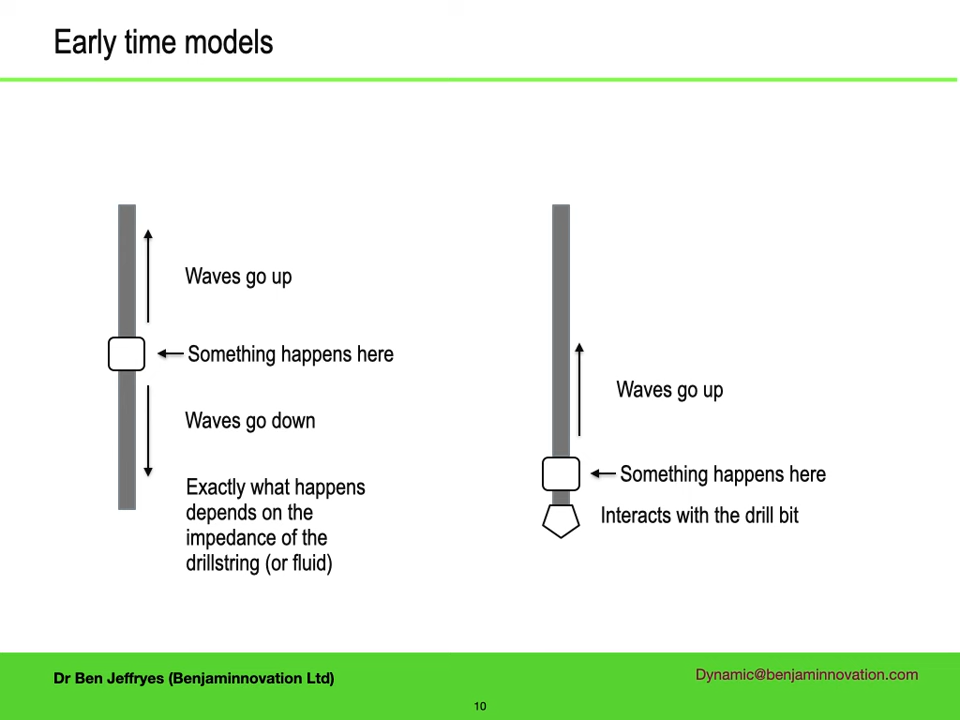 Early time models
Waves go up
Something happens here
Waves go down
Exactly what happens
depends on the
impedance of the
drillstring (or fluid)
Waves go up
Something happens here
Interacts with the drill bit
Dr Ben Jeffryes (Benjaminnovation Ltd)
Dynamic@benjaminnovation.com
10